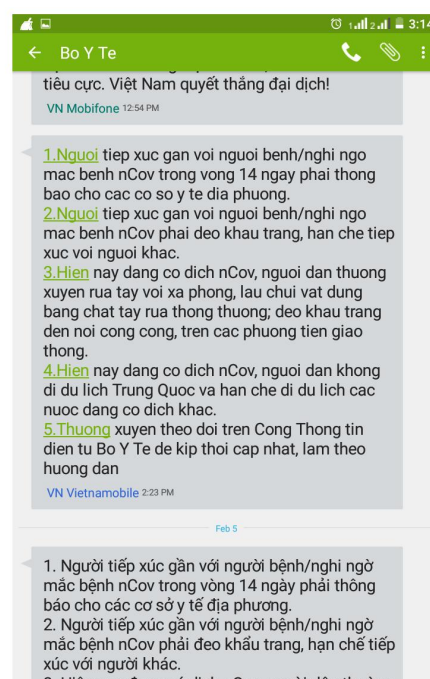 1 2 3:14
Bo Y Te
tiêu cực. Việt Nam quyết thắng đại dịch!
VN Mobifone 12:54 PM
1.Nguoi tiep xuc gan voi nguoi benh/nghi ngo
mac benh nCov trong vong 14 ngay phai thong
bao cho cac co so y te dia phuong.
2.Nguoi tiep xuc gan voi nguoi benh/nghi ngo
mac benh nCov phai deo khau trang, han che tiep
xuc voi nguoi khac.
3.Hien nay dang co dich nCov, nguoi dan thuong
xuyen rua tay voi xa phong, lau chui vat dung
bang chat tay rua thong thuong; deo khau trang
den noi cong cong, tren cac phuong tien giao
thong.
4.Hien nay dang co dich nCov, nguoi dan khong
di du lich Trung Quoc va han che di du lich cac
nuoc dang co dich khac.
5.Thuong xuyen theo doi tren Cong Thong tin
dien tu Bo Y Te de kip thoi cap nhat, lam theo
huong dan
VN Vietnamobile 2:23 PM
Feb 5
1. Người tiếp xúc gần với người bệnh/nghi ngờ
mắc bệnh nCov trong vòng 14 ngày phải thông
báo cho các cơ sở y tế địa phương.
2. Người tiếp xúc gần với người bệnh/nghi ngờ
mắc bệnh nCov phải đeo khẩu trang, hạn chế tiếp
xúc với người khác.